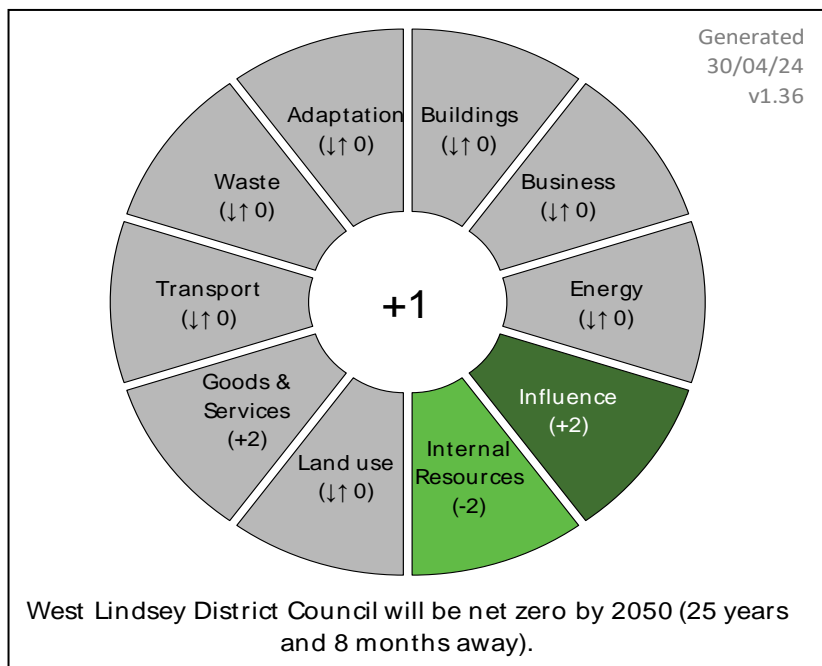 Generated
30/04/24
v1.36
Adaptation
(↓↑ 0)
Buildings
(↓↑ 0)
Waste
(↓↑ 0)
Business
(↓↑ 0)
Transport
(↓↑ 0)
+1
Energy
(↓↑ 0)
Goods &
Services
(+2)
Influence
(+2)
Land use
(↓↑ 0)
Internal
Resources
(-2)
West Lindsey District Council will be net zero by 2050 (25 years
and 8 months away).